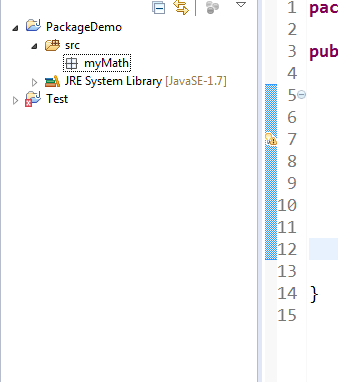 PackageDemo
src
myMath
JRE System Library [JavaSE-1.7]
Test
1 pac
2
3 pub
4
5
6
7
8
9
10
11
12
13
14 }
15